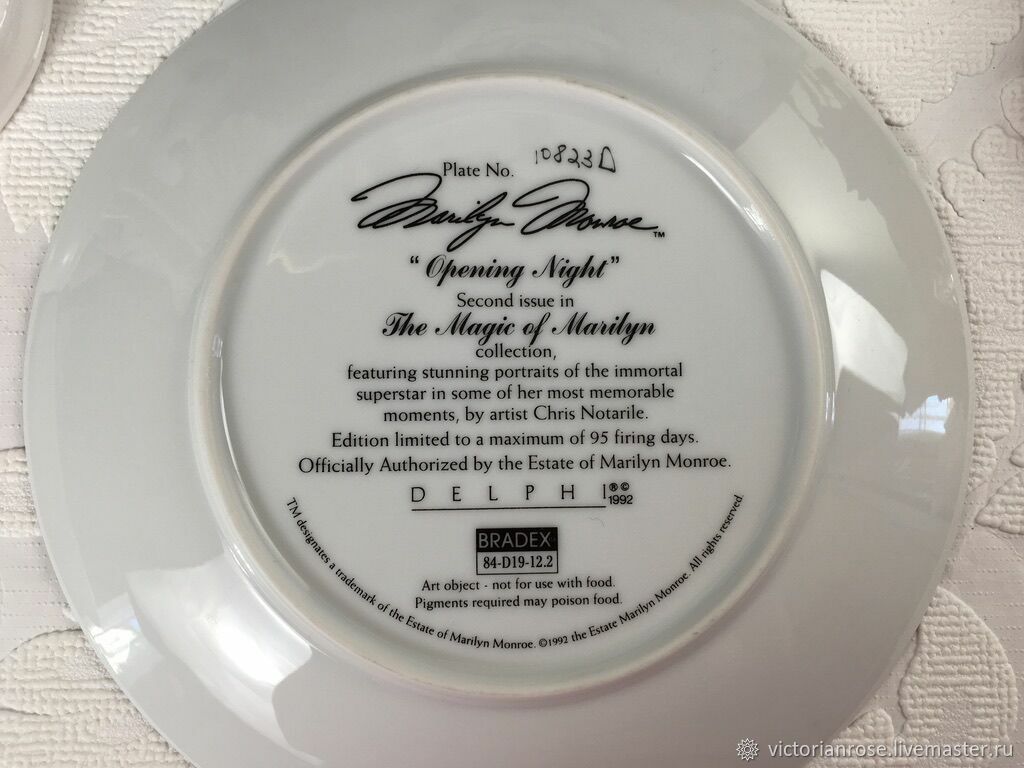 Plate No. 10823D
Marilyn Monroe™
“Opening Night”
Second issue in
The Magic of Marilyn
collection,
featuring stunning portraits of the immortal
superstar in some of her most memorable
moments, by artist Chris Notarile.
Edition limited to a maximum of 95 firing days.
Officially Authorized by the Estate of Marilyn Monroe.
DELPHI®© 1992
BRADEX
84-D19-12.2
Art object - not for use with food.
Pigments required may poison food.
TM designates a trademark of the Estate of Marilyn Monroe. ©1992 the Estate Marilyn Monroe. All rights reserved.
victorianrose.livemaster.ru